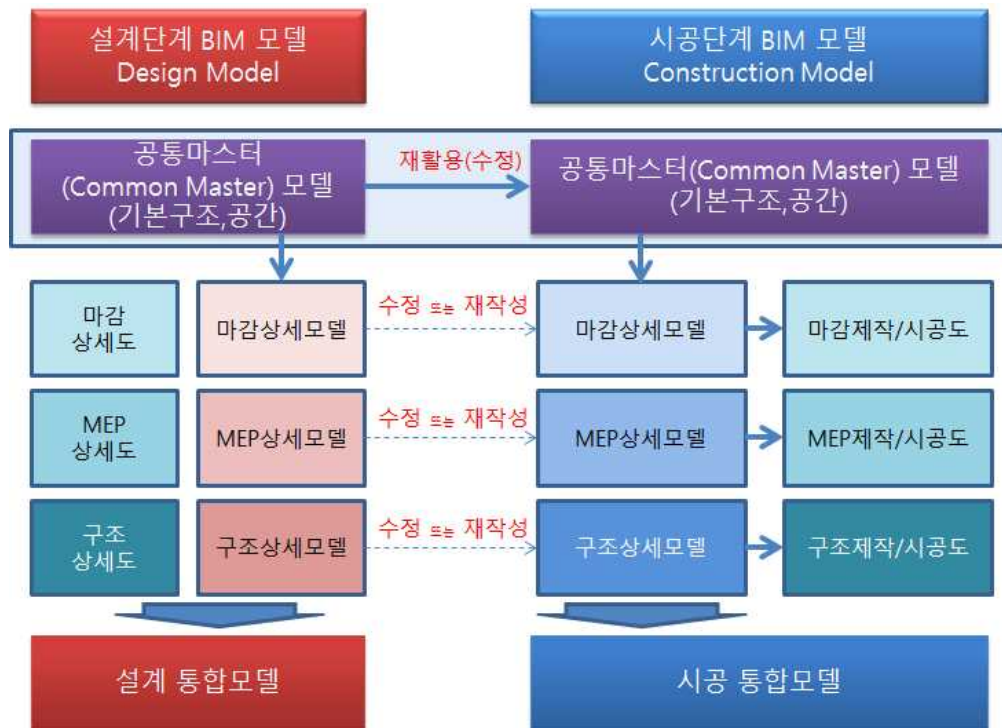 설계단계 BIM 모델
Design Model
시공단계 BIM 모델
Construction Model
공통마스터
(Common Master) 모델
(기본구조,공간)
재활용(수정)
공통마스터(Common Master) 모델
(기본구조,공간)
마감
상세도
마감상세모델
수정 또는 재작성
마감상세모델
마감제작/시공도
MEP
상세도
MEP상세모델
수정 또는 재작성
MEP상세모델
MEP제작/시공도
구조
상세도
구조상세모델
수정 또는 재작성
구조상세모델
구조제작/시공도
설계 통합모델
시공 통합모델